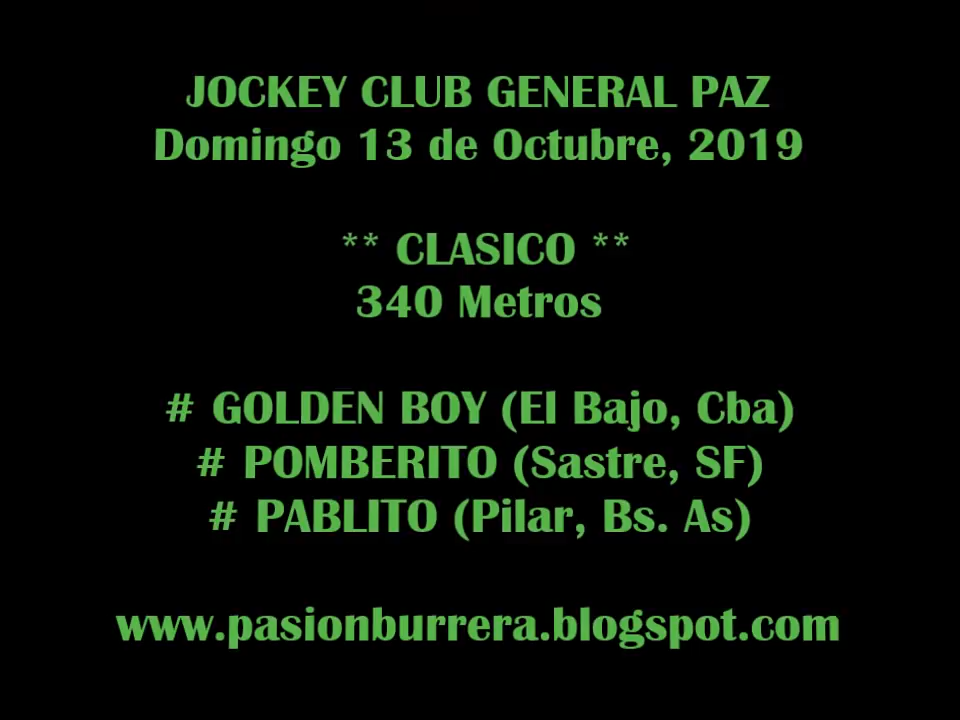 JOCKEY CLUB GENERAL PAZ
Domingo 13 de Octubre, 2019
** CLASICO **
340 Metros
# GOLDEN BOY (El Bajo, Cba)
# POMBERITO (Sastre, SF)
# PABLITO (Pilar, Bs. As)
www.pasionburrera.blogspot.com